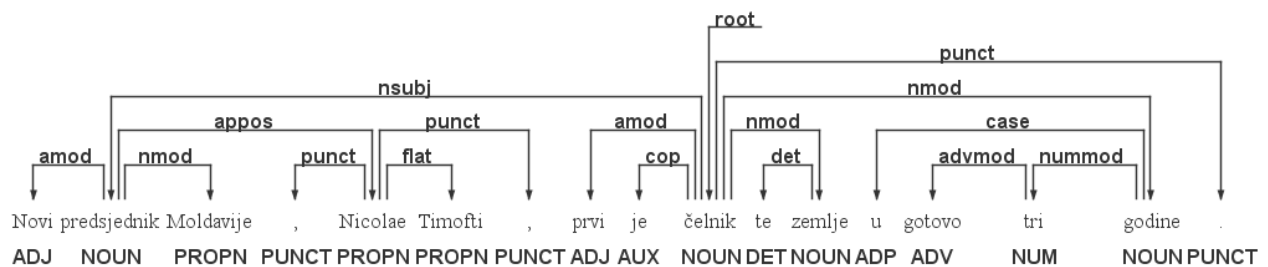 root
punct
nsubj nmod
appos punct amod nmod case
amod nmod punct flat cop det advmod nummod
Novi predsjednik Moldavije , Nicolae Timofti , prvi je čelnik te zemlje u gotovo tri godine .
ADJ NOUN PROPN PUNCT PROPN PROPN PUNCT ADJ AUX NOUN DET NOUN ADP ADV NUM NOUN PUNCT